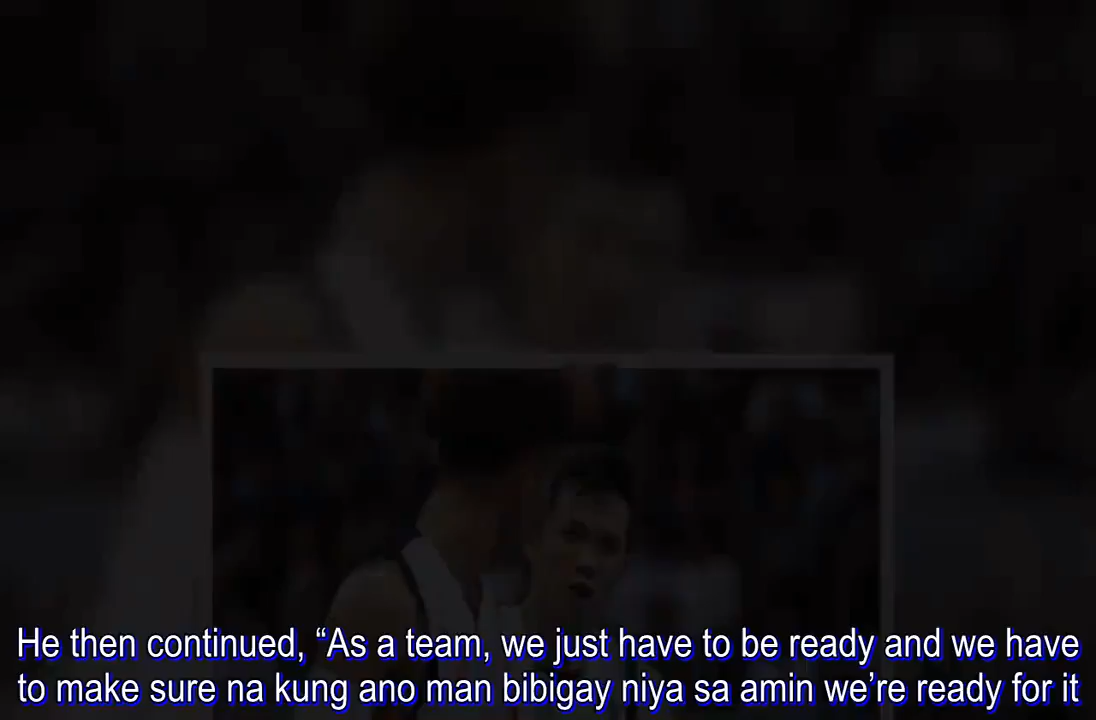 He then continued, “As a team, we just have to be ready and we have
to make sure na kung ano man bibigay niya sa amin we’re ready for it